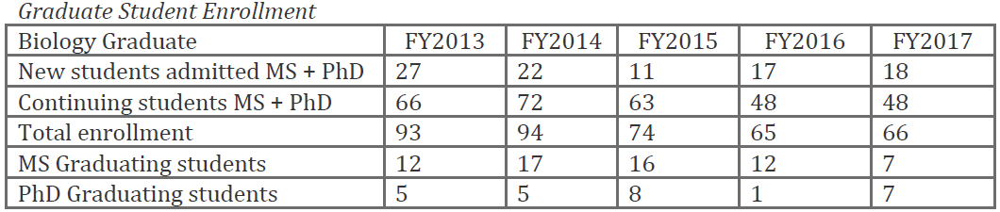 Graduate Student Enrollment
Biology Graduate FY2013 FY2014 FY2015 FY2016 FY2017
New students admitted MS + PhD 27 22 11 17 18
Continuing students MS + PhD 66 72 63 48 48
Total enrollment 93 94 74 65 66
MS Graduating students 12 17 16 12 7
PhD Graduating students 5 5 8 1 7